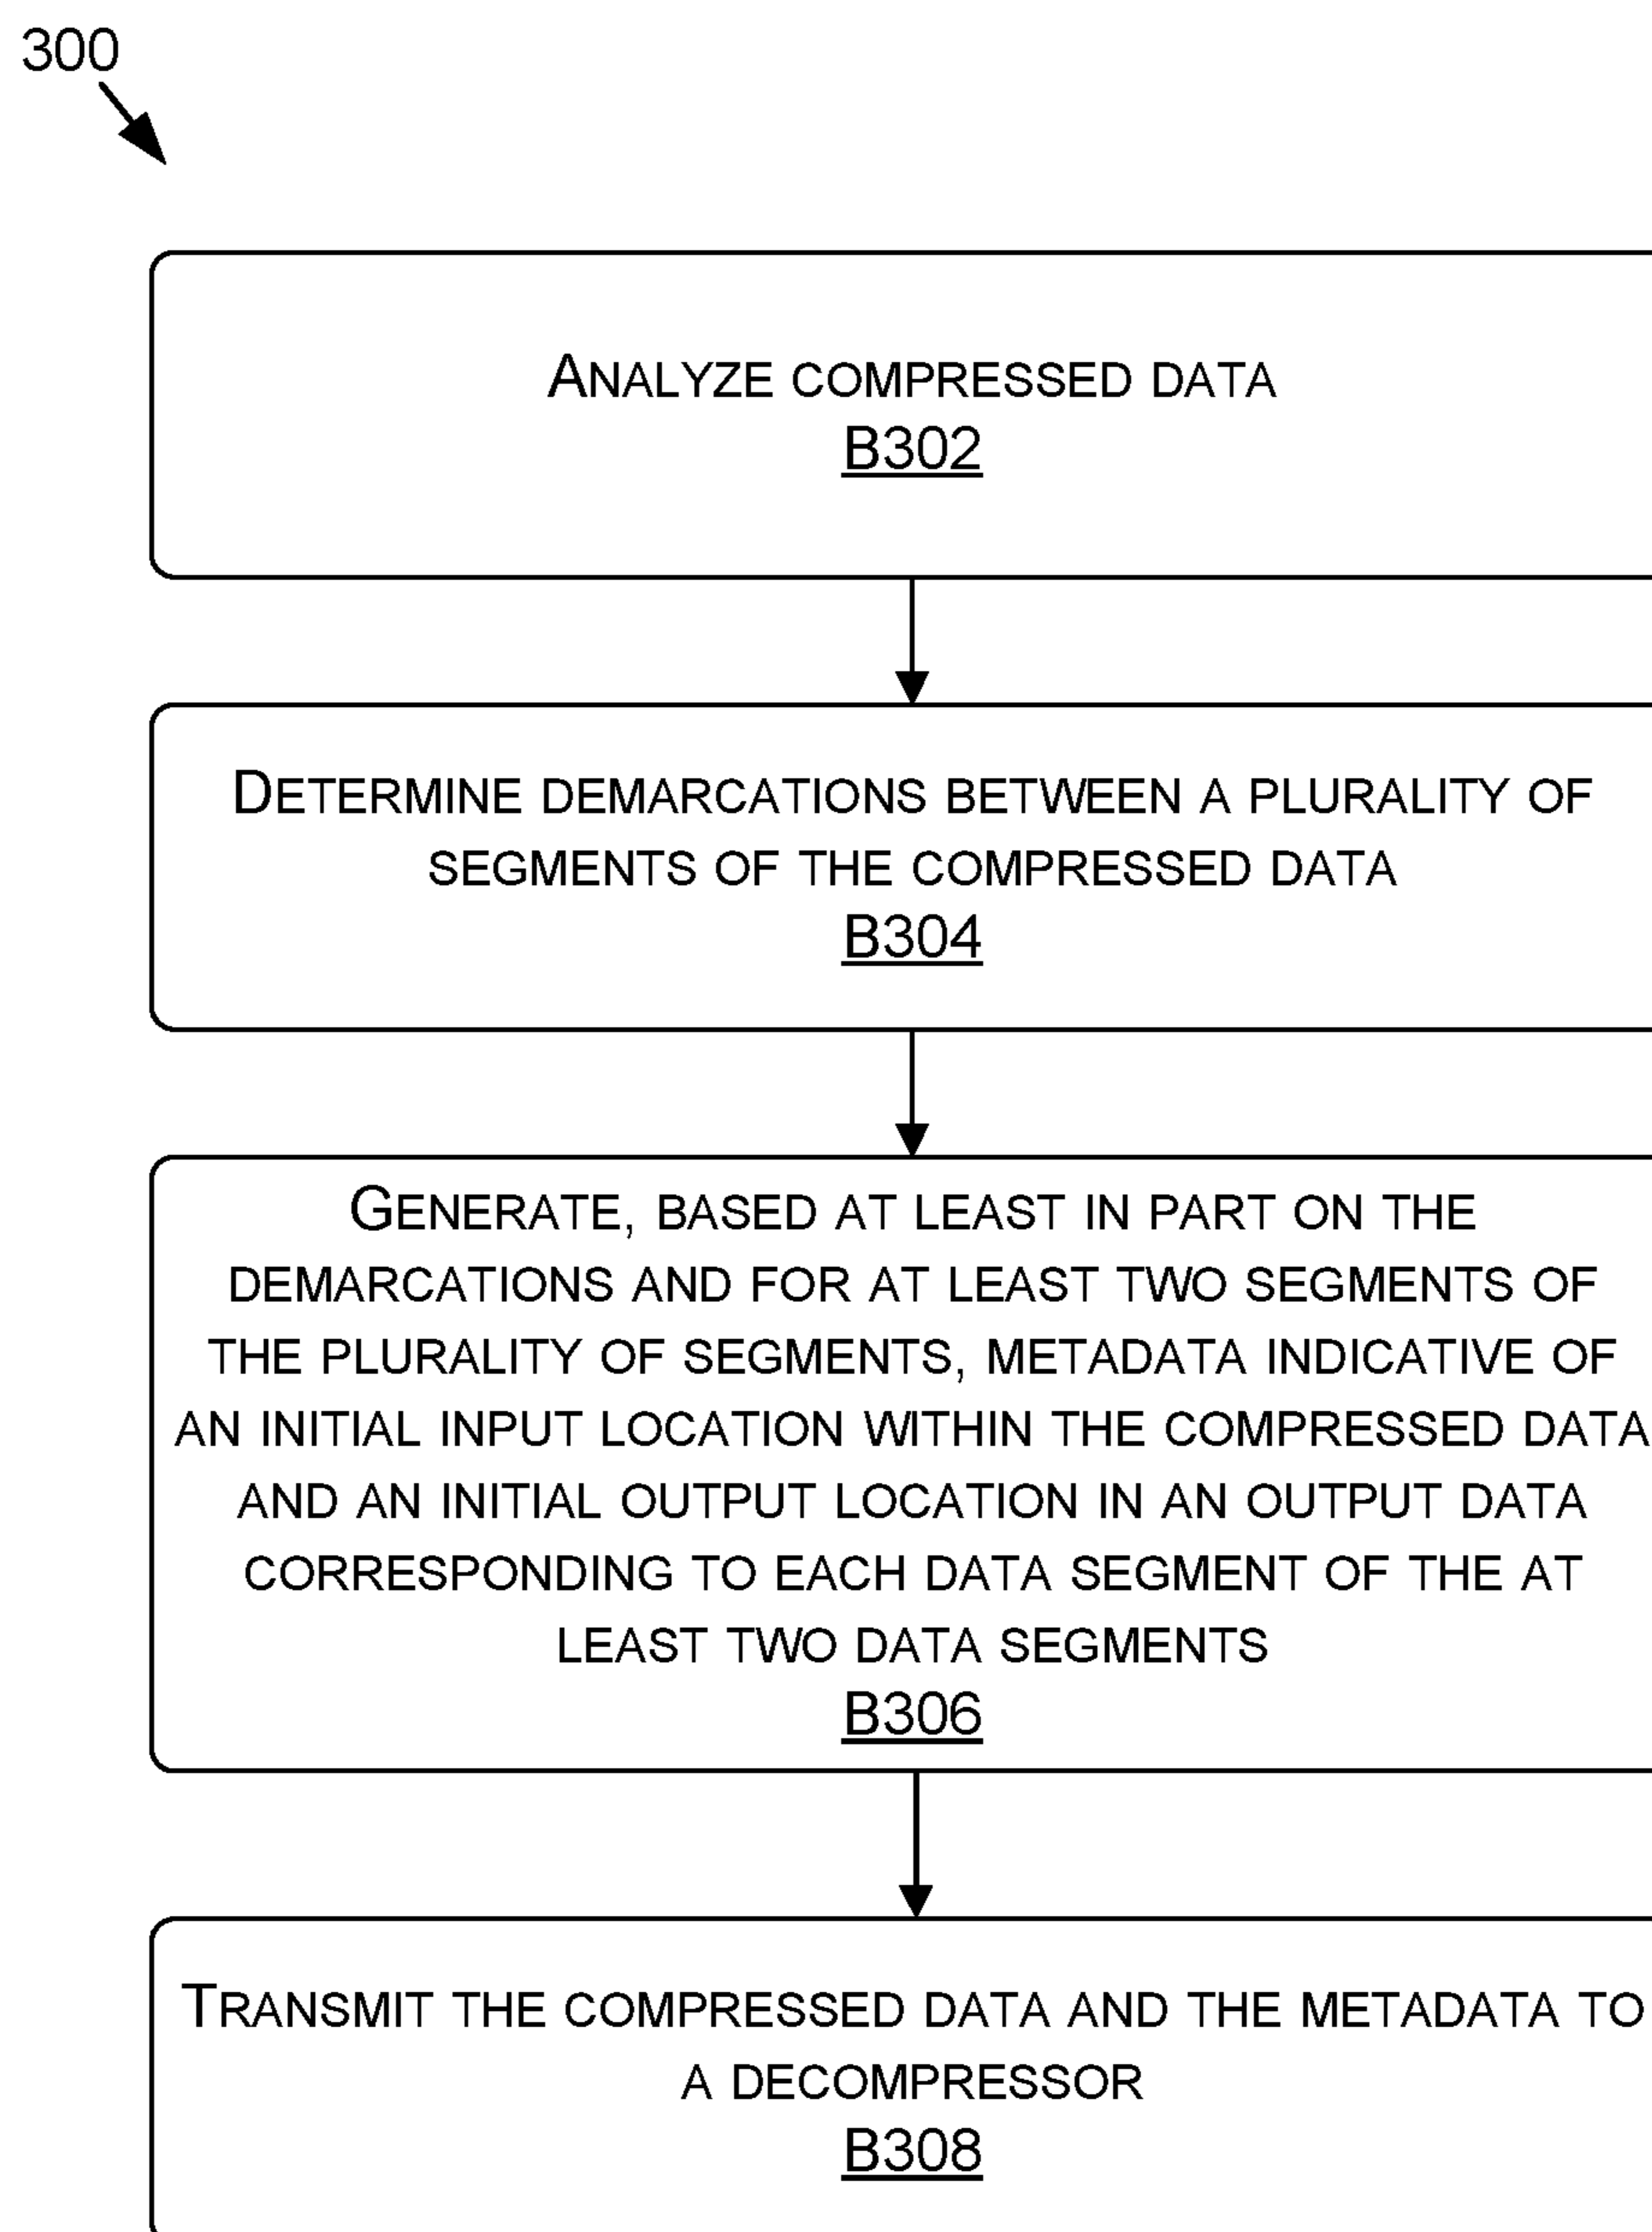 300
ANALYZE COMPRESSED DATA
B302
DETERMINE DEMARCATIONS BETWEEN A PLURALITY OF
SEGMENTS OF THE COMPRESSED DATA
B304
GENERATE, BASED AT LEAST IN PART ON THE
DEMARCATIONS AND FOR AT LEAST TWO SEGMENTS OF
THE PLURALITY OF SEGMENTS, METADATA INDICATIVE OF
AN INITIAL INPUT LOCATION WITHIN THE COMPRESSED DATA
AND AN INITIAL OUTPUT LOCATION IN AN OUTPUT DATA
CORRESPONDING TO EACH DATA SEGMENT OF THE AT
LEAST TWO DATA SEGMENTS
B306
TRANSMIT THE COMPRESSED DATA AND THE METADATA TO
A DECOMPRESSOR
B308